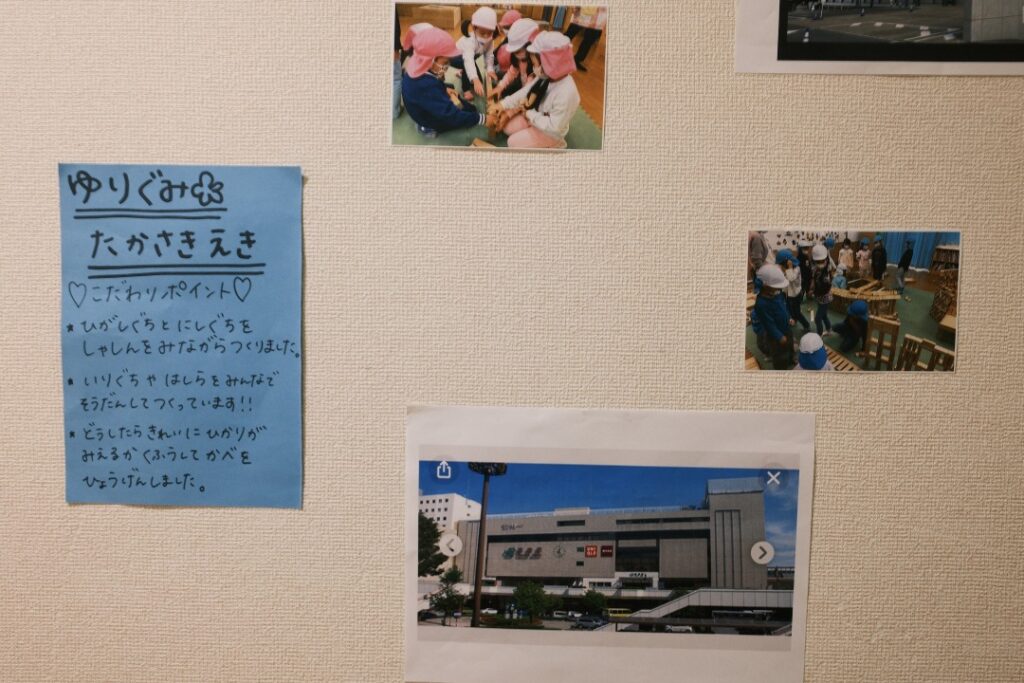 ゆりぐみ
たかさきえき
♡こだわりポイント♡
* ひがしぐちとにしぐちを
しゃしんをみながらつくりました。
* いりぐちやはしらをみんなで
そうだんしてつくっています!!
* どうしたらきれいにひかりが
みえるかくふうしてかべを
ひょうげんしました。